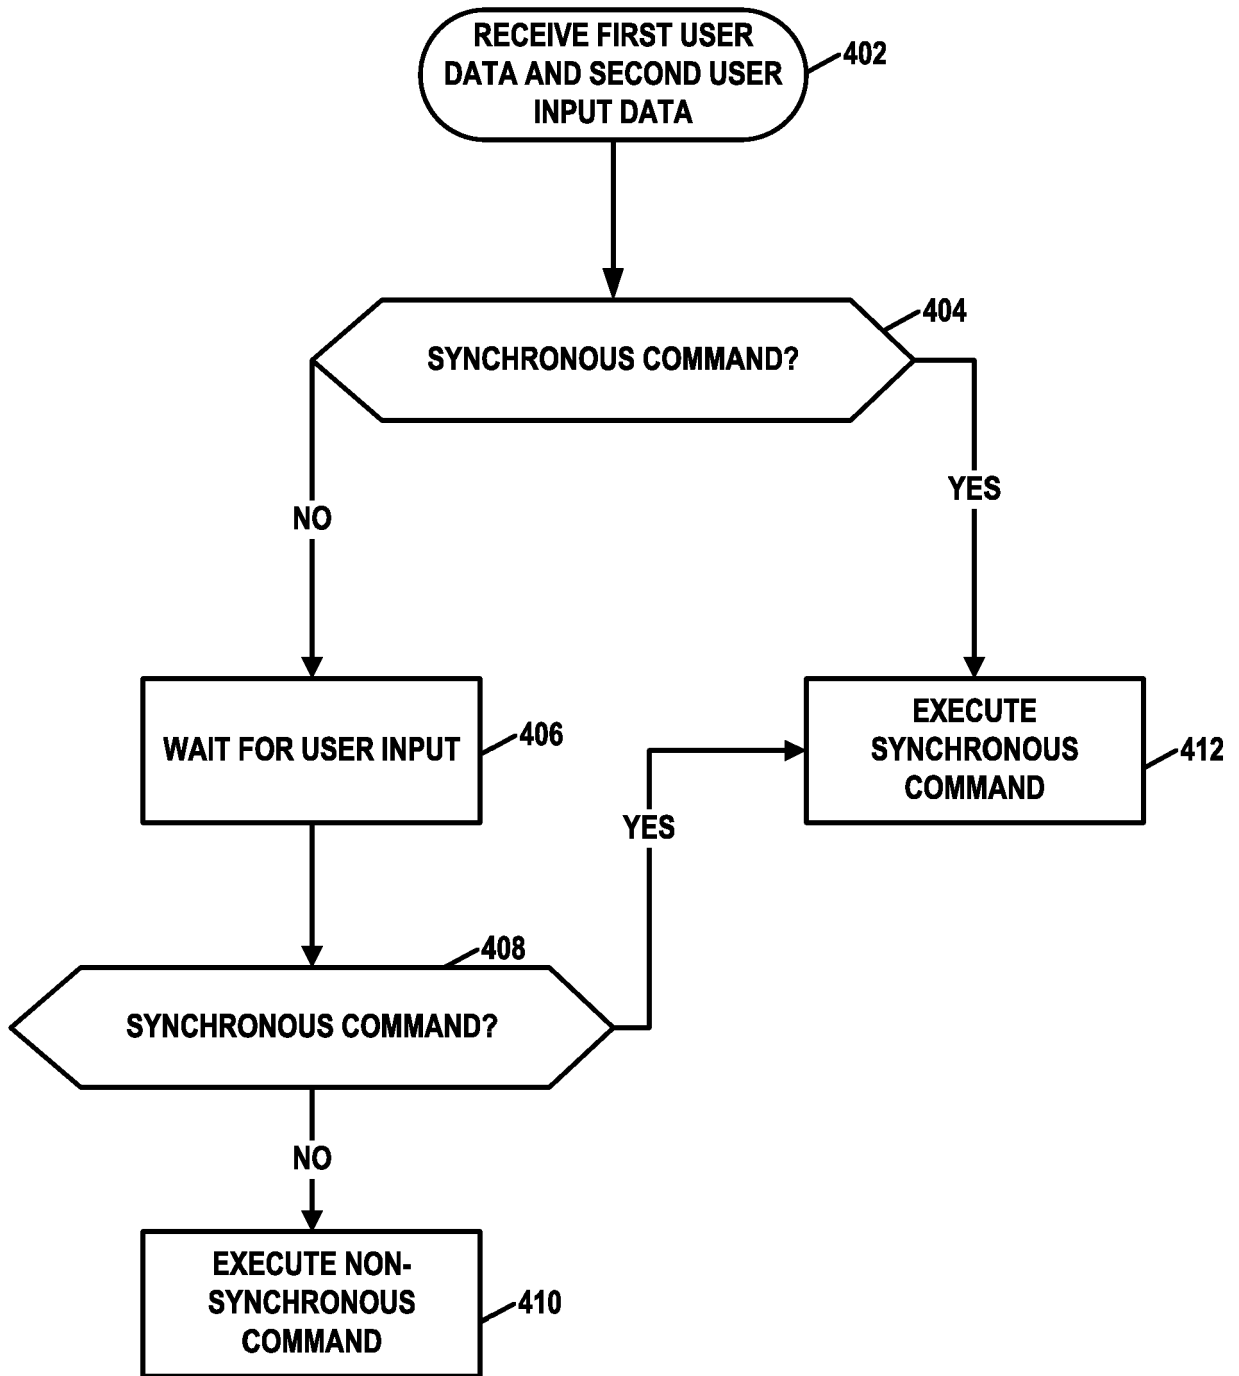 RECEIVE FIRST USER
DATA AND SECOND USER
INPUT DATA
402
404
SYNCHRONOUS COMMAND?
NO
YES
WAIT FOR USER INPUT
406
EXECUTE
SYNCHRONOUS
COMMAND
412
YES
408
SYNCHRONOUS COMMAND?
NO
EXECUTE NON-
SYNCHRONOUS
COMMAND
410